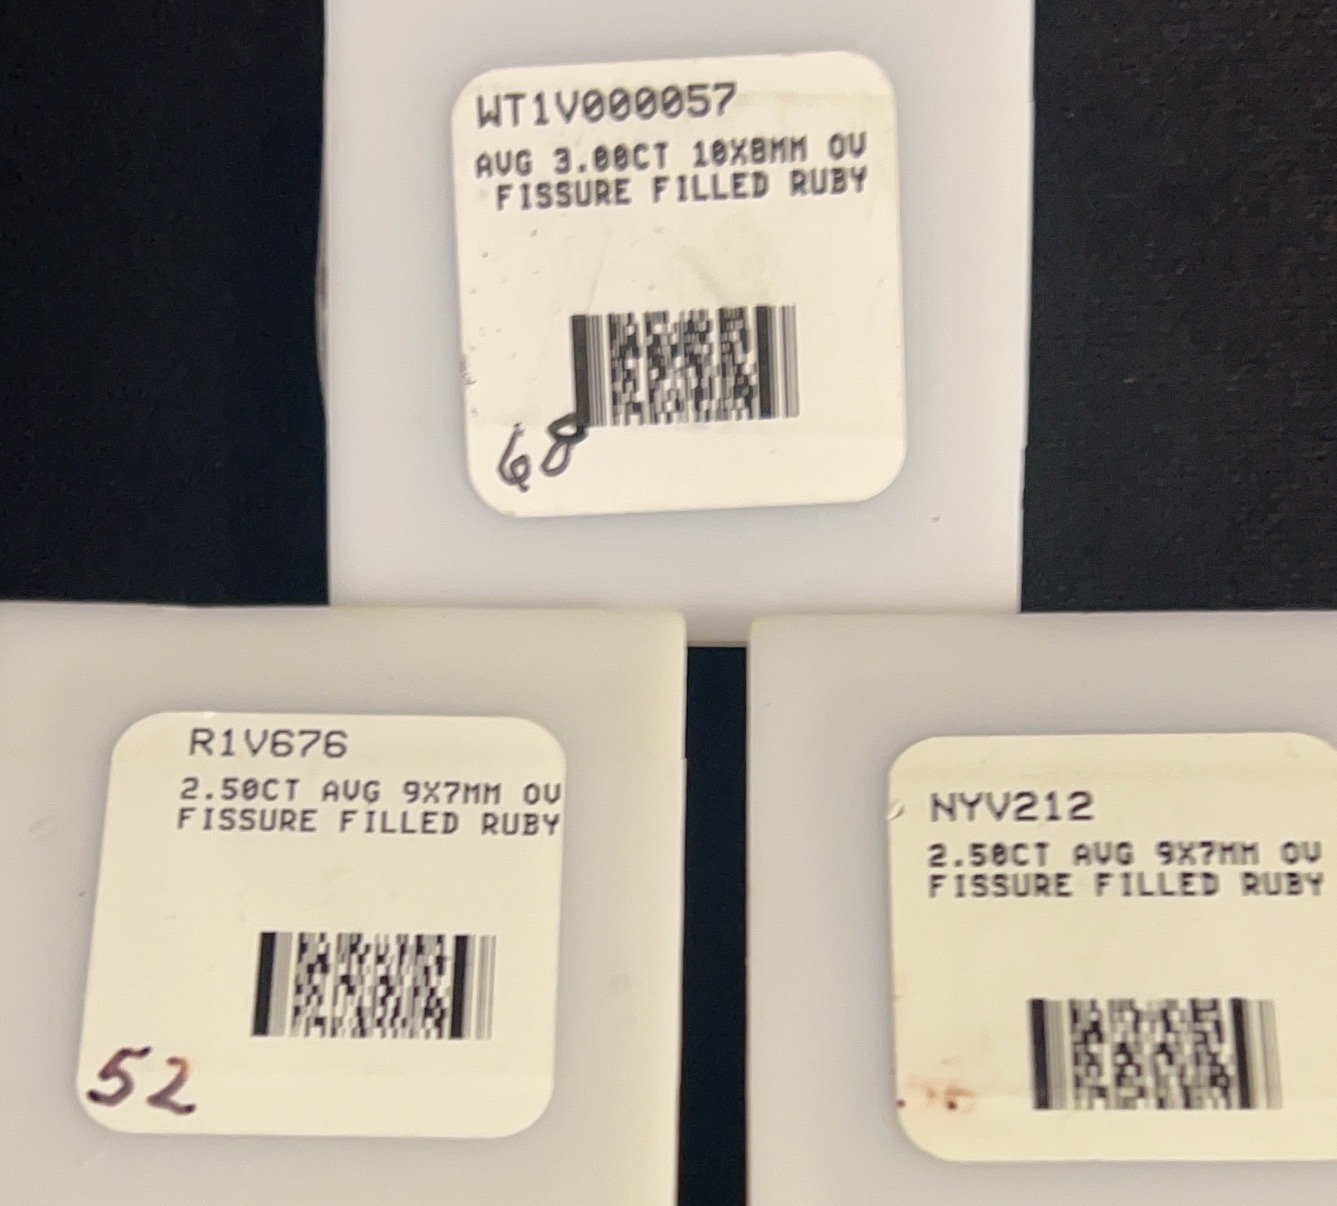 WT1V000057
AVG 3.00CT 10X8MM OV
FISSURE FILLED RUBY
68
R1V676
2.50CT AVG 9X7MM OV
FISSURE FILLED RUBY
52
NYV212
2.50CT AVG 9X7MM OV
FISSURE FILLED RUBY